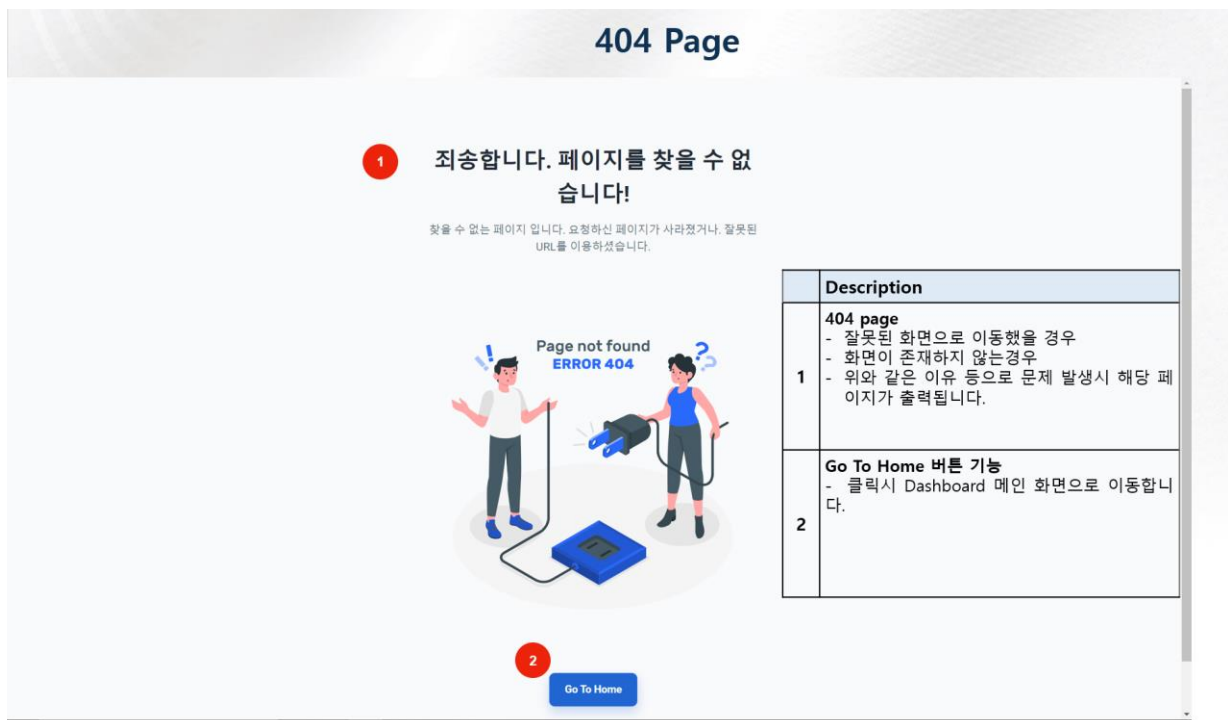 404 Page
1
죄송합니다. 페이지를 찾을 수 없
습니다!
찾을 수 없는 페이지 입니다. 요청하신 페이지가 사라졌거나. 잘못된
URL를 이용하셨습니다.
Page not found
ERROR 404
!!
??
2
Go To Home
Description
1
404 page
- 잘못된 화면으로 이동했을 경우
- 화면이 존재하지 않는경우
- 위와 같은 이유 등으로 문제 발생시 해당 페
이지가 출력됩니다.
2
Go To Home 버튼 기능
- 클릭시 Dashboard 메인 화면으로 이동합니
다.